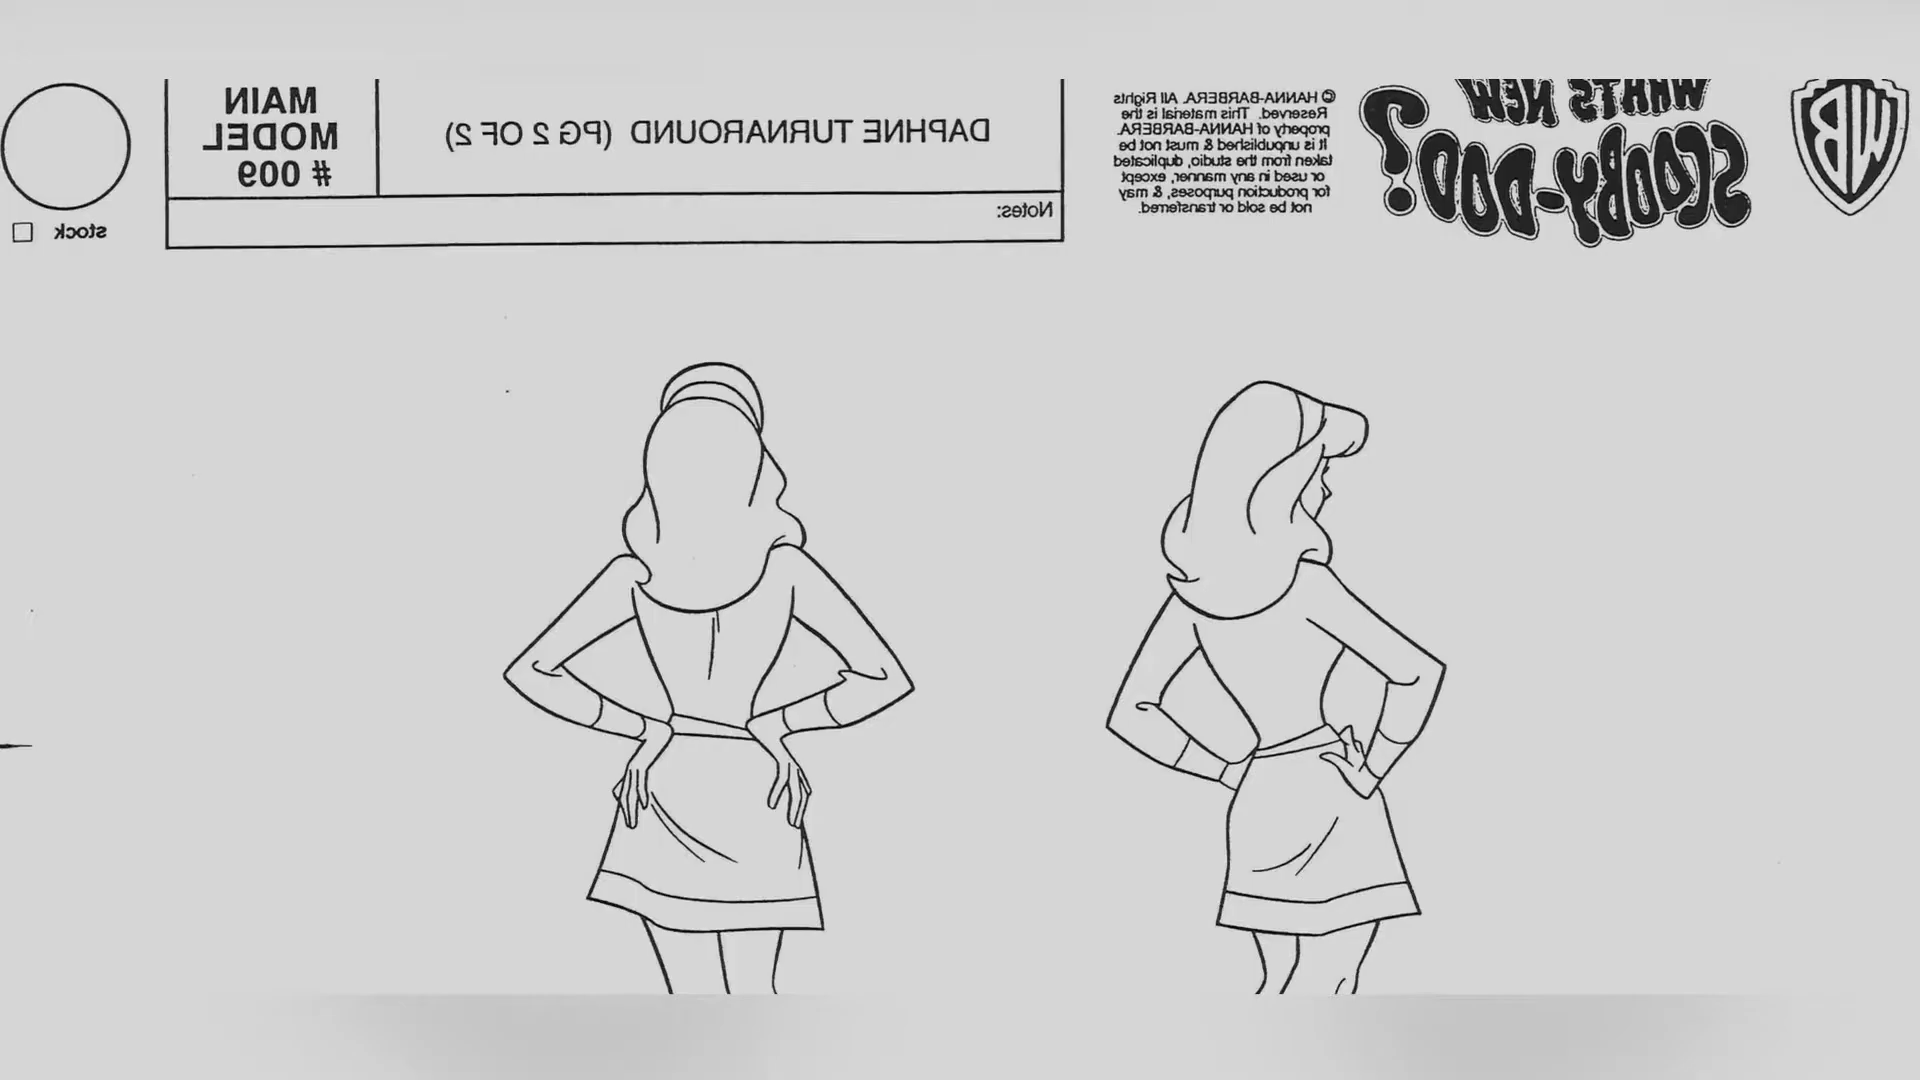 WB
WHAT'S NEW
SCOOBY-DOO?
© HANNA-BARBERA. All Rights
Reserved. This material is the
property of HANNA-BARBERA.
It is unpublished & must not be
taken from the studio, duplicated
or used in any manner, except
for production purposes, & may
not be sold or transferred.
DAPHNE TURNAROUND (PG 2 OF 2)
Notes:
MAIN
MODEL
# 009
stock